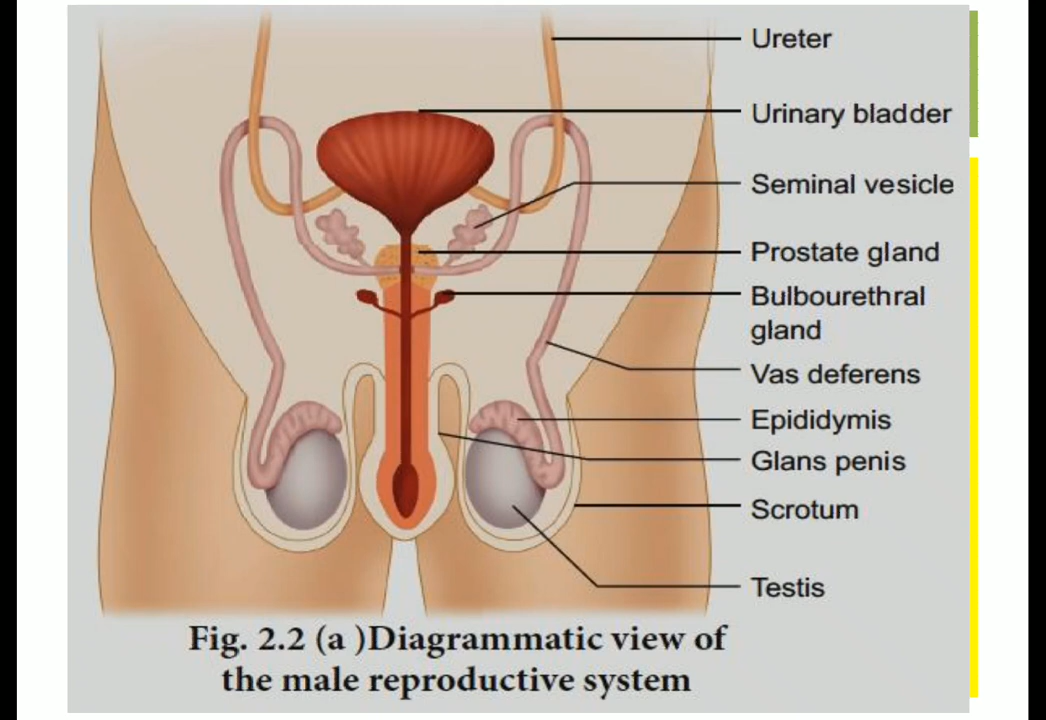 Ureter
Urinary bladder
Seminal vesicle
Prostate gland
Bulbourethral
gland
Vas deferens
Epididymis
Glans penis
Scrotum
Testis
Fig. 2.2 (a )Diagrammatic view of
the male reproductive system